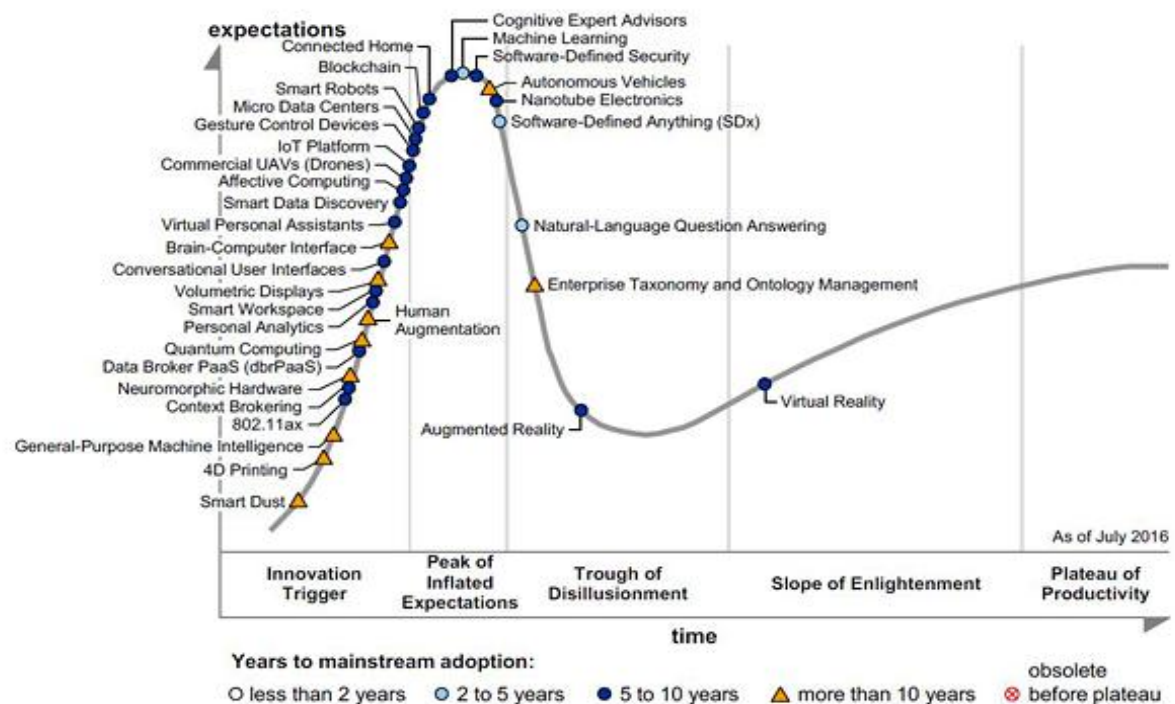 expectations
Cognitive Expert Advisors
Machine Learning
Software-Defined Security
Connected Home
Blockchain
Autonomous Vehicles
Smart Robots
Nanotube Electronics
Micro Data Centers
Software-Defined Anything (SDx)
Gesture Control Devices
IoT Platform
Commercial UAVs (Drones)
Affective Computing
Smart Data Discovery
Virtual Personal Assistants
Natural-Language Question Answering
Brain-Computer Interface
Conversational User Interfaces
Enterprise Taxonomy and Ontology Management
Volumetric Displays
Smart Workspace
Personal Analytics
Human
Augmentation
Quantum Computing
Data Broker PaaS (dbrPaaS)
Neuromorphic Hardware
Context Brokering
802.11ax
Virtual Reality
Augmented Reality
General-Purpose Machine Intelligence
4D Printing
Smart Dust
As of July 2016
Innovation
Trigger
Peak of
Inflated
Expectations
Trough of
Disillusionment
Slope of Enlightenment
Plateau of
Productivity
time
Years to mainstream adoption:
less than 2 years
2 to 5 years
5 to 10 years
more than 10 years
obsolete
before plateau